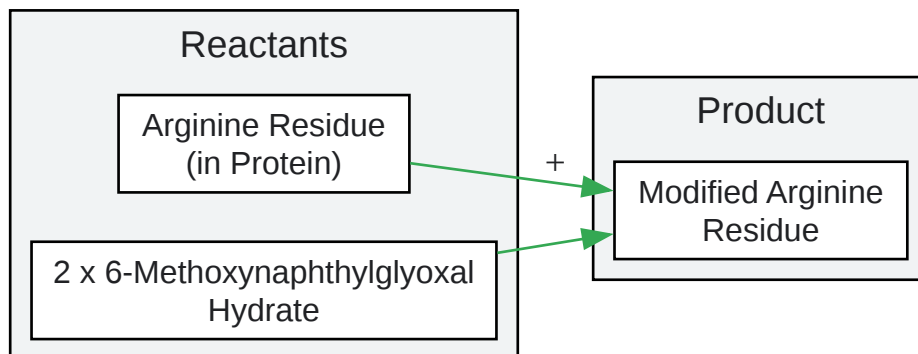 Reactants
Arginine Residue
(in Protein)
2 x 6-Methoxynaphthylglyoxal
Hydrate
+
Product
Modified Arginine
Residue